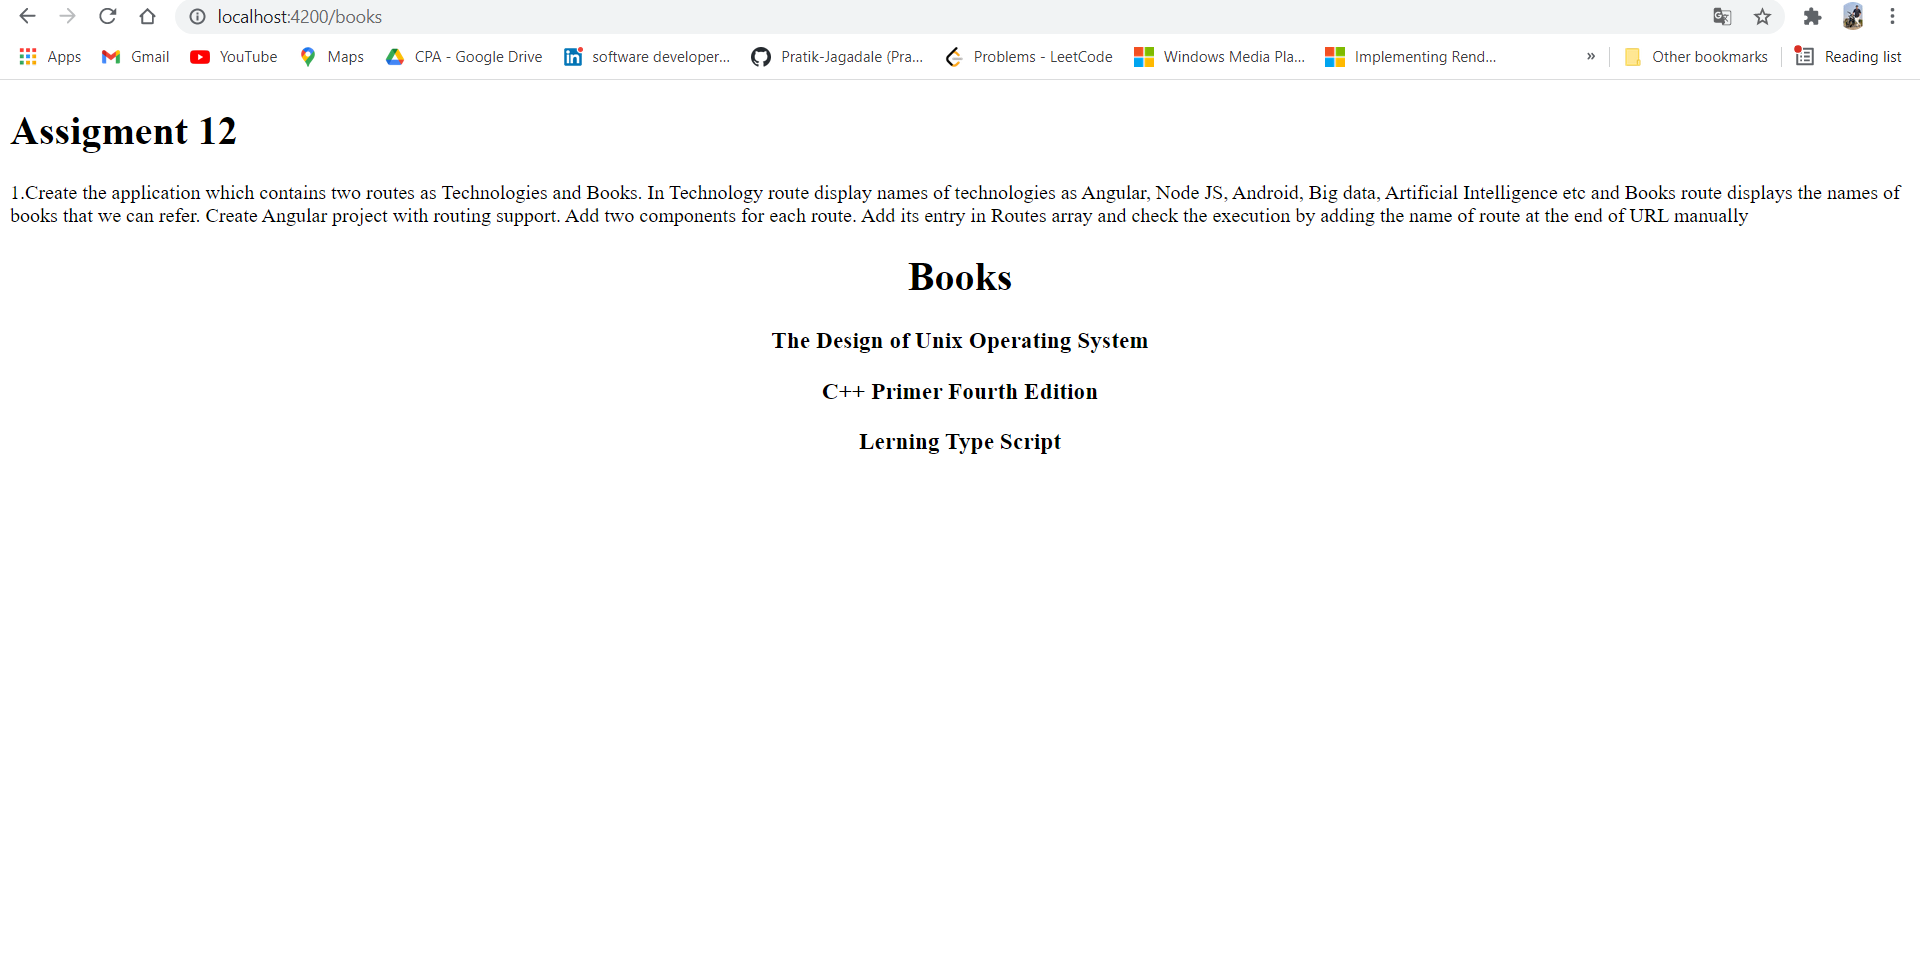 localhost:4200/books
Apps Gmail YouTube Maps CPA - Google Drive software developer... Pratik-Jagadale (Pra... Problems - LeetCode Windows Media Pla... Implementing Rend... » Other bookmarks Reading list
Assigment 12
1.Create the application which contains two routes as Technologies and Books. In Technology route display names of technologies as Angular, Node JS, Android, Big data, Artificial Intelligence etc and Books route displays the names of
books that we can refer. Create Angular project with routing support. Add two components for each route. Add its entry in Routes array and check the execution by adding the name of route at the end of URL manually
Books
The Design of Unix Operating System
C++ Primer Fourth Edition
Lerning Type Script